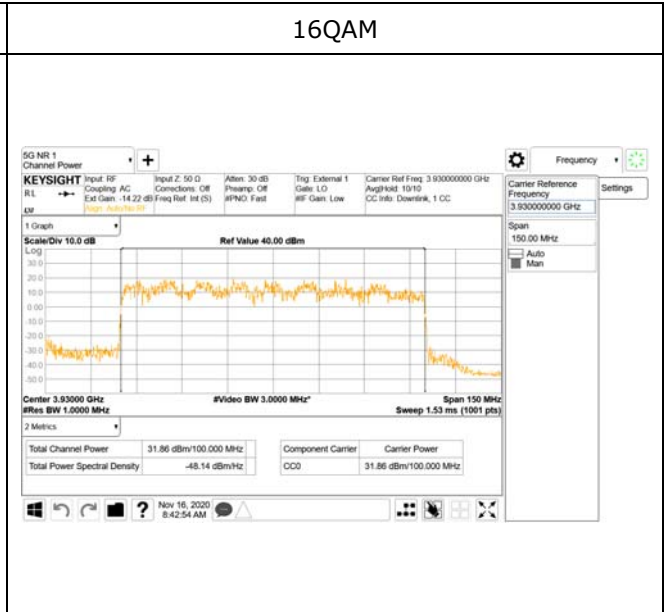 16QAM
5G NR 1
Channel Power
Frequency
KEYSIGHT
RL
Input: RF
Coupling: AC
Ext Gain: -14.22 dB
Align: Auto/No RF
Input Z: 50 Ω
Corrections: Off
Freq Ref: Int (S)
Atten: 30 dB
Preamp: Off
#PNO: Fast
Trig: External 1
Gate: LO
#IF Gain: Low
Carrier Ref Freq: 3.930000000 GHz
Avg|Hold: 10/10
CC Info: Downlink, 1 CC
Carrier Reference
Frequency
3.930000000 GHz
Settings
Span
150.00 MHz
Auto
Man
1 Graph
Scale/Div 10.0 dB
Ref Value 40.00 dBm
Log
30.0
20.0
10.0
0.00
-10.0
-20.0
-30.0
-40.0
-50.0
Center 3.93000 GHz
#Video BW 3.0000 MHz*
Span 150 MHz
#Res BW 1.0000 MHz
Sweep 1.53 ms (1001 pts)
2 Metrics
Total Channel Power 31.86 dBm/100.000 MHz
Component Carrier Carrier Power
Total Power Spectral Density -48.14 dBm/Hz
CC0 31.86 dBm/100.000 MHz
?
Nov 16, 2020
8:42:54 AM